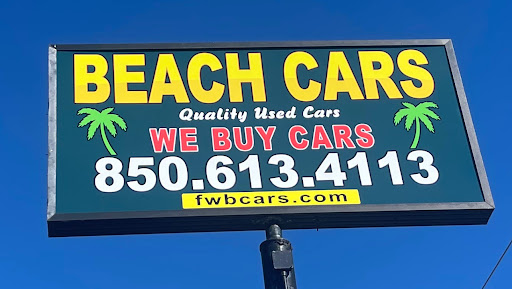 BEACH CARS
Quality Used Cars
WE BUY CARS
850.613.4113
fwbcars.com